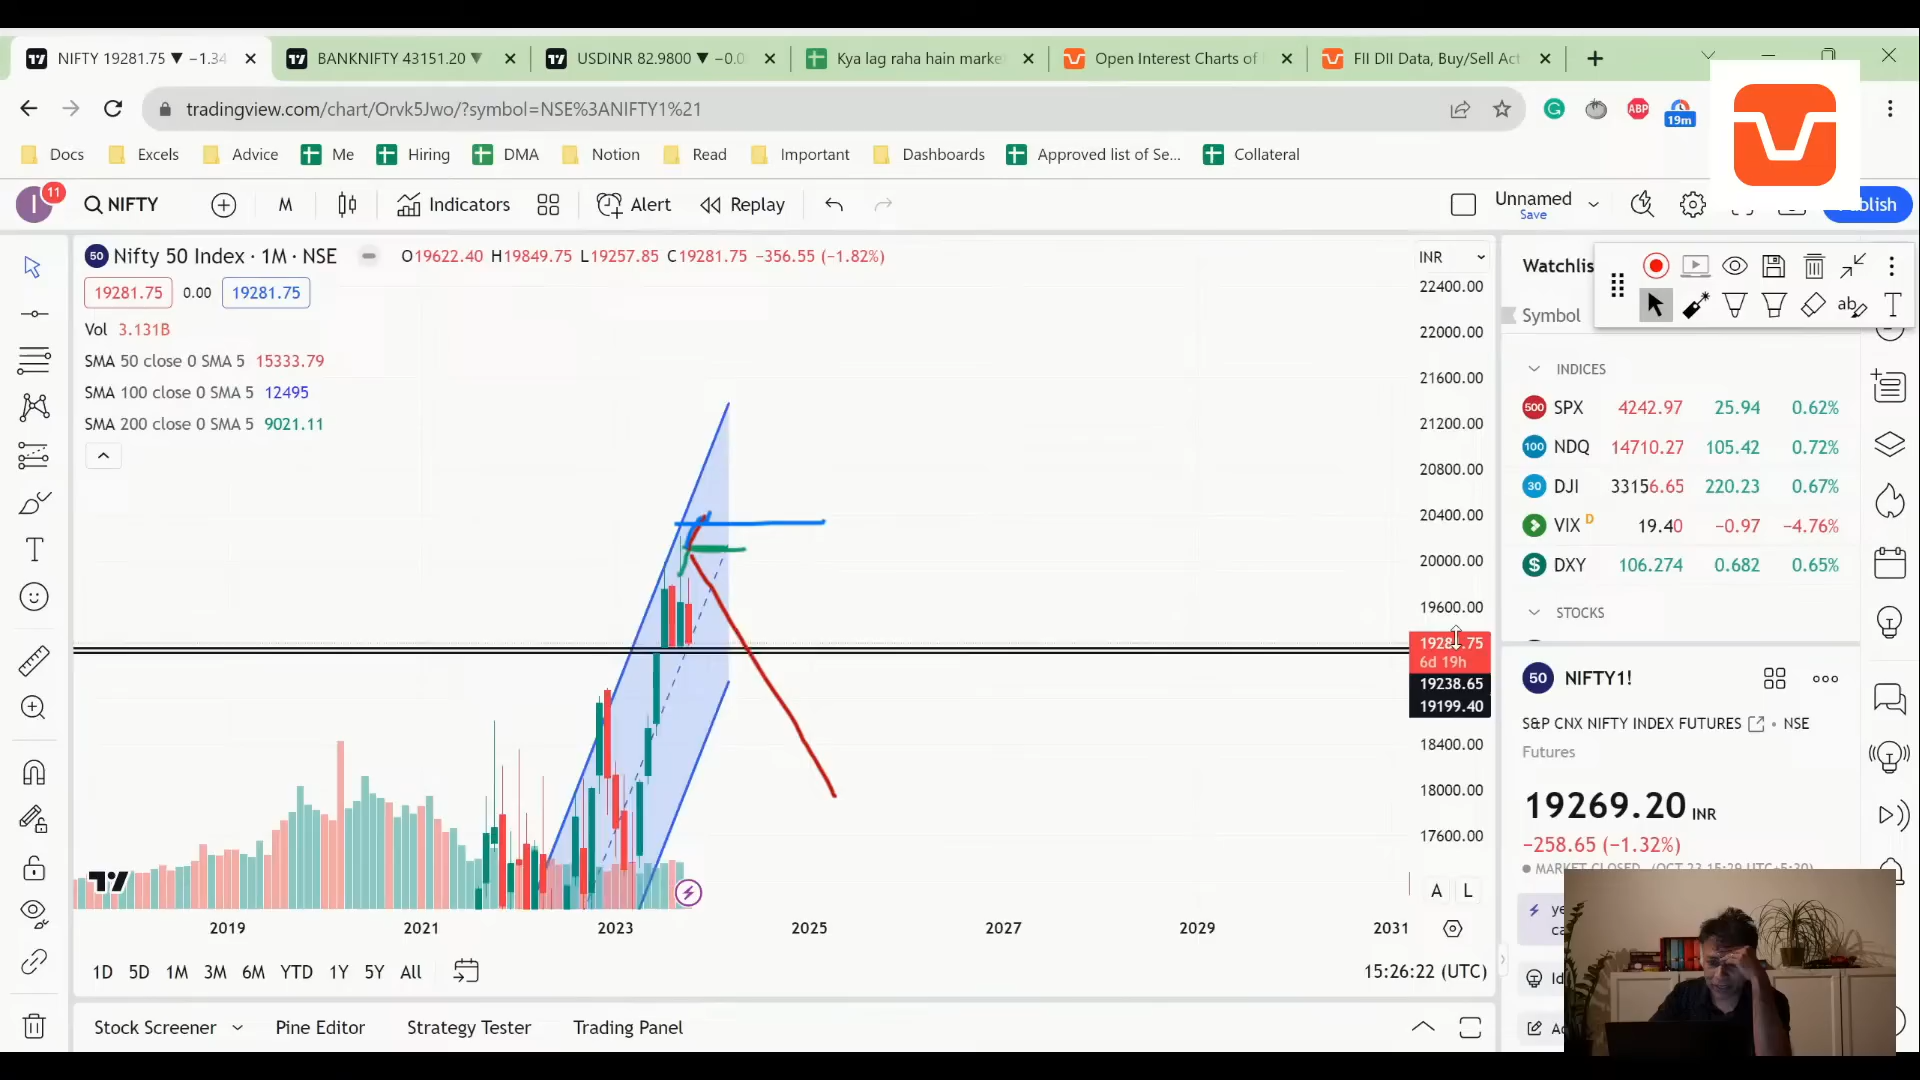 NIFTY 19281.75 ▼ −1.34
BANKNIFTY 43151.20 ▼
USDINR 82.9800 ▼ −0.0
Kya lag raha hain marke
Open Interest Charts of
FII DII Data, Buy/Sell Act
tradingview.com/chart/Orvk5Jwo/?symbol=NSE%3ANIFTY1%21
ABP
19m
Docs Excels Advice Me Hiring DMA Notion Read Important Dashboards Approved list of Se... Collateral
I 11 NIFTY M Indicators Alert Replay Unnamed
Save
50 Nifty 50 Index · 1M · NSE O19622.40 H19849.75 L19257.85 C19281.75 −356.55 (−1.82%)
19281.75 0.00 19281.75
Vol 3.131B
SMA 50 close 0 SMA 5 15333.79
SMA 100 close 0 SMA 5 12495
SMA 200 close 0 SMA 5 9021.11
INR
22400.00
22000.00
21600.00
21200.00
20800.00
20400.00
20000.00
19600.00
6d 19h
19238.65
19199.40
18400.00
18000.00
17600.00
A L
2019 2021 2023 2025 2027 2029 2031
1D 5D 1M 3M 6M YTD 1Y 5Y All 15:26:22 (UTC)
Stock Screener Pine Editor Strategy Tester Trading Panel
Watchlis
Symbol
INDICES
500 SPX 4242.97 25.94 0.62%
100 NDQ 14710.27 105.42 0.72%
30 DJI 33156.65 220.23 0.67%
VIX D 19.40 −0.97 −4.76%
DXY 106.274 0.682 0.65%
STOCKS
50 NIFTY1!
S&P CNX NIFTY INDEX FUTURES • NSE
Futures
19269.20 INR
−258.65 (−1.32%)
MARKET CLOSED